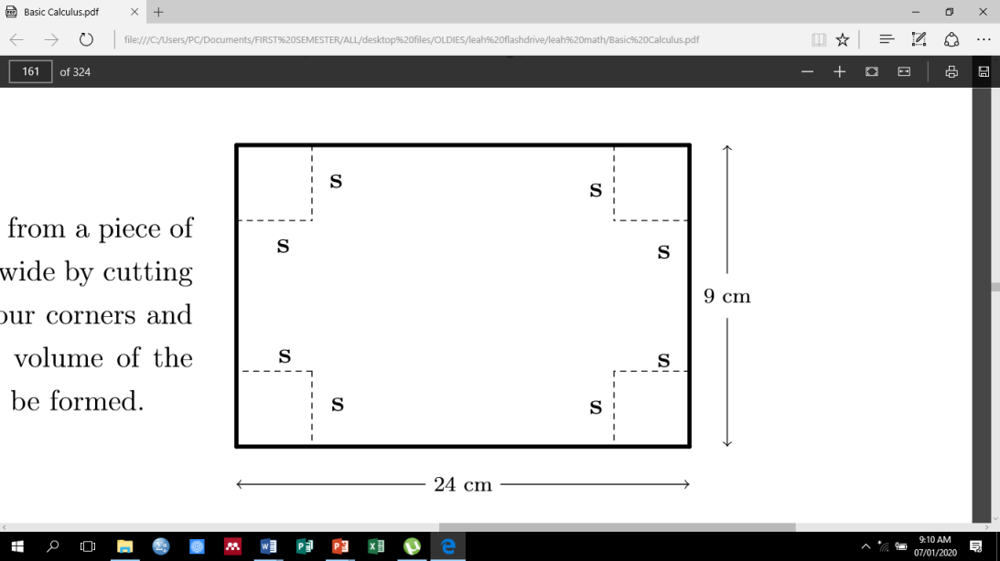 Basic Calculus.pdf
file:///C:/Users/PC/Documents/FIRST%20SEMESTER/ALL/desktop%20files/OLDIES/leah%20flashdrive/leah%20math/Basic%20Calculus.pdf
161 of 324
s s
from a piece of
s s
wide by cutting
9 cm
our corners and
s s
volume of the
be formed.
s s
24 cm
9:10 AM
07/01/2020